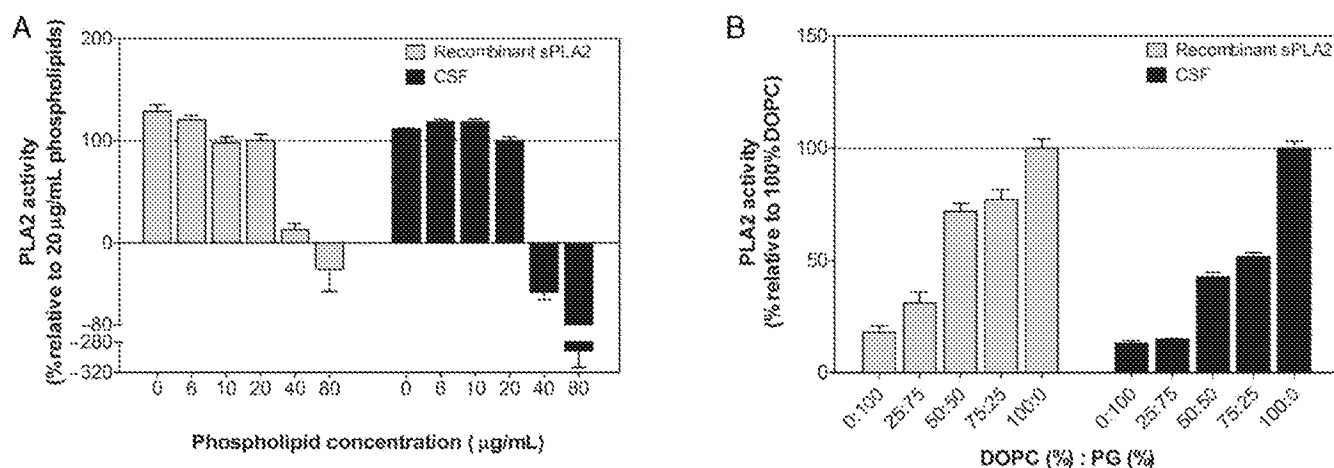 A
200
100
0
-80
-280
-320
PLA2 activity
(% relative to 20 µg/mL phospholipids)
Recombinant sPLA2
CSF
0 6 10 20 40 80 0 6 10 20 40 80
Phospholipid concentration ( µg/mL)
B
150
100
50
0
PLA2 activity
(% relative to 100% DOPC)
Recombinant sPLA2
CSF
0:100 25:75 50:50 75:25 100:0 0:100 25:75 50:50 75:25 100:0
DOPC (%) : PG (%)